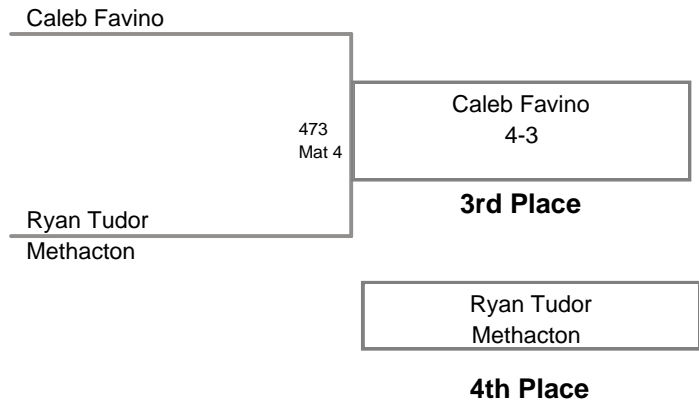 Caleb Favino
473
Mat 4
Caleb Favino
4-3
3rd Place
Ryan Tudor
Methacton
Ryan Tudor
Methacton
4th Place